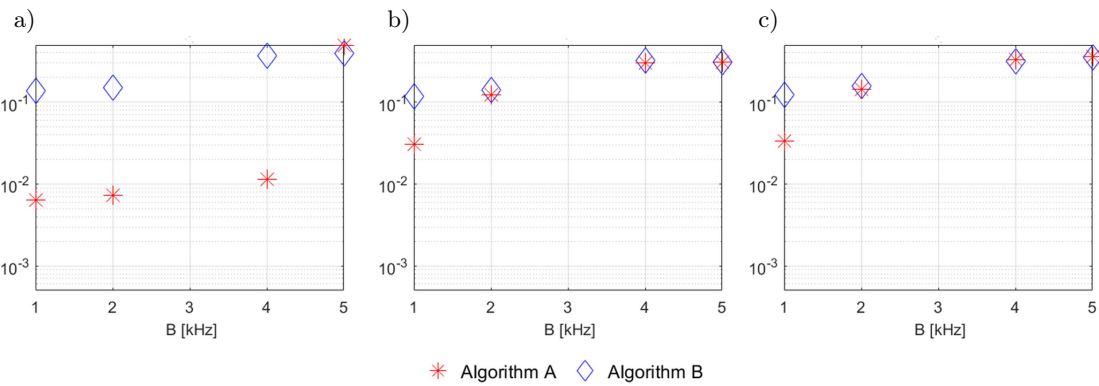 a) b) c)
10^-1 10^-1 10^-1
10^-2 10^-2 10^-2
10^-3 10^-3 10^-3
1 2 3 4 5 1 2 3 4 5 1 2 3 4 5
B [kHz] B [kHz] B [kHz]
Algorithm A Algorithm B